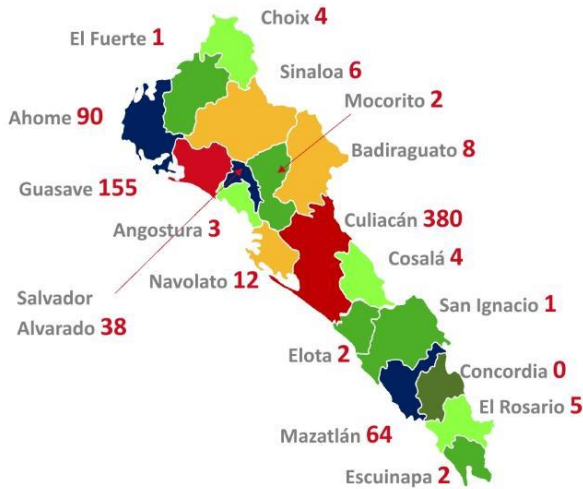 Choix 4
El Fuerte 1
Sinaloa 6
Mocorito 2
Ahome 90
Badiraguato 8
Guasave 155
Culiacán 380
Angostura 3
Cosalá 4
Navolato 12
Salvador
Alvarado 38
San Ignacio 1
Elota 2
Concordia 0
El Rosario 5
Mazatlán 64
Escuinapa 2